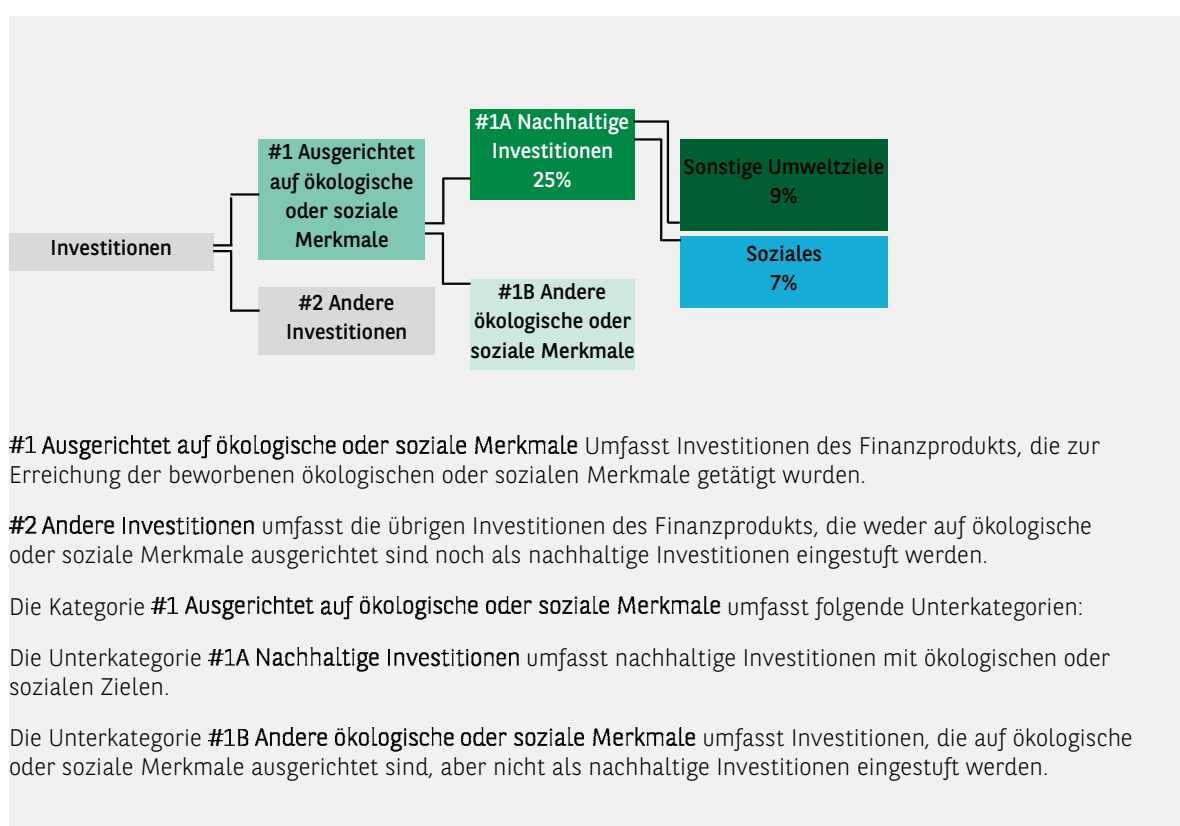 #1A Nachhaltige
Investitionen
25%
#1 Ausgerichtet
auf ökologische
oder soziale
Merkmale
Sonstige Umweltziele
9%
Investitionen
Soziales
7%
#2 Andere
Investitionen
#1B Andere
ökologische oder
soziale Merkmale
#1 Ausgerichtet auf ökologische oder soziale Merkmale Umfasst Investitionen des Finanzprodukts, die zur
Erreichung der beworbenen ökologischen oder sozialen Merkmale getätigt wurden.
#2 Andere Investitionen umfasst die übrigen Investitionen des Finanzprodukts, die weder auf ökologische
oder soziale Merkmale ausgerichtet sind noch als nachhaltige Investitionen eingestuft werden.
Die Kategorie #1 Ausgerichtet auf ökologische oder soziale Merkmale umfasst folgende Unterkategorien:
Die Unterkategorie #1A Nachhaltige Investitionen umfasst nachhaltige Investitionen mit ökologischen oder
sozialen Zielen.
Die Unterkategorie #1B Andere ökologische oder soziale Merkmale umfasst Investitionen, die auf ökologische
oder soziale Merkmale ausgerichtet sind, aber nicht als nachhaltige Investitionen eingestuft werden.